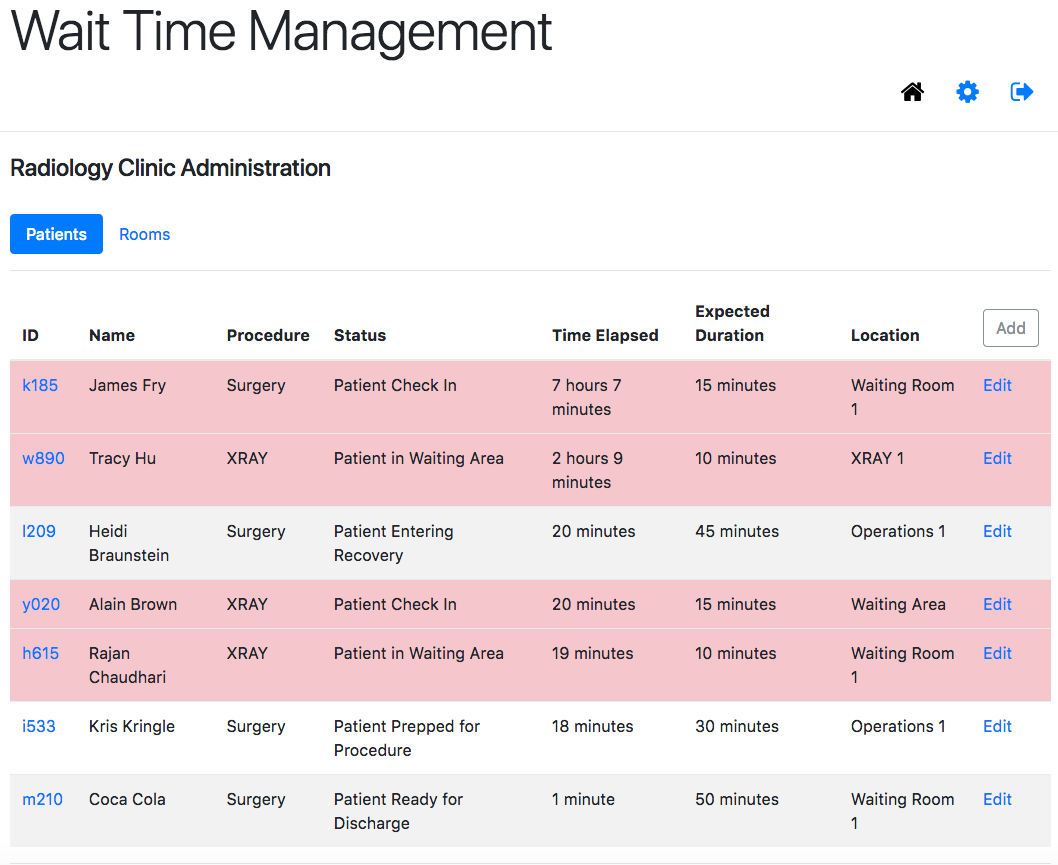 Wait Time Management
Radiology Clinic Administration
Patients Rooms
ID Name Procedure Status Time Elapsed Expected Duration Location Add
k185 James Fry Surgery Patient Check In 7 hours 7 minutes 15 minutes Waiting Room 1 Edit
w890 Tracy Hu XRAY Patient in Waiting Area 2 hours 9 minutes 10 minutes XRAY 1 Edit
l209 Heidi Braunstein Surgery Patient Entering Recovery 20 minutes 45 minutes Operations 1 Edit
y020 Alain Brown XRAY Patient Check In 20 minutes 15 minutes Waiting Area Edit
h615 Rajan Chaudhari XRAY Patient in Waiting Area 19 minutes 10 minutes Waiting Room 1 Edit
i533 Kris Kringle Surgery Patient Prepped for Procedure 18 minutes 30 minutes Operations 1 Edit
m210 Coca Cola Surgery Patient Ready for Discharge 1 minute 50 minutes Waiting Room 1 Edit